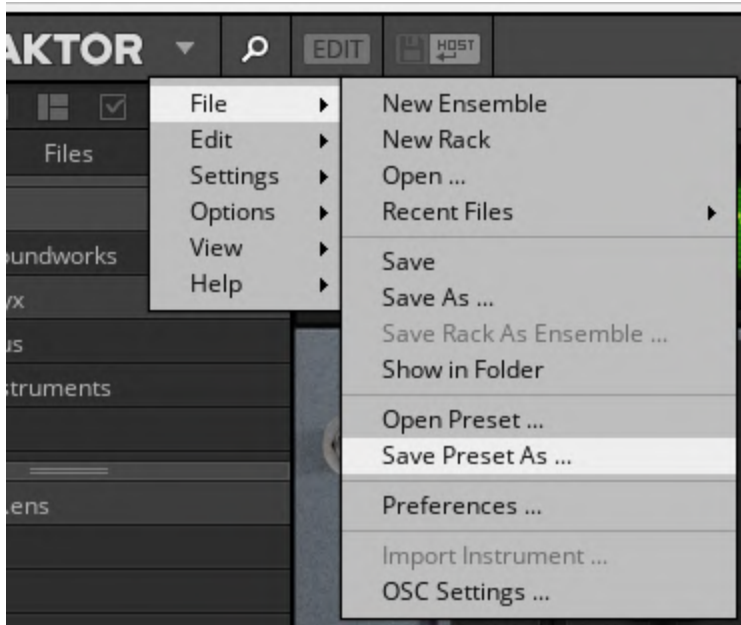 AKTOR
EDIT
HOST
Files
File
Edit
Settings
Options
View
Help
New Ensemble
New Rack
Open ...
Recent Files
Save
Save As ...
Save Rack As Ensemble ...
Show in Folder
Open Preset ...
Save Preset As ...
Preferences ...
Import Instrument ...
OSC Settings ...
oundworks
yx
us
struments
.ens